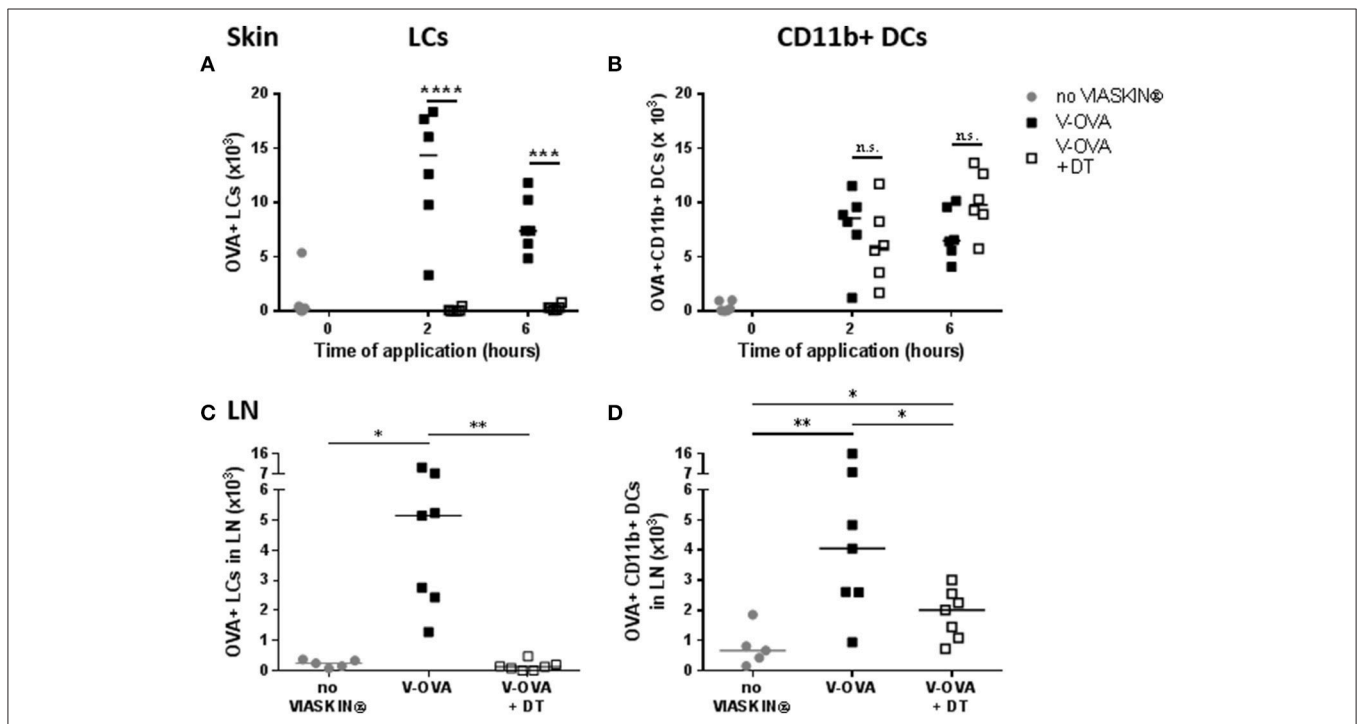 Skin LCs CD11b+ DCs
A B
20
15
10
5
0
OVA+ LCs (x10³)
****
***
0 2 6
Time of application (hours)
20
15
10
5
0
OVA+CD11b+ DCs (x 10³)
n.s.
n.s.
0 2 6
Time of application (hours)
no VIASKIN®
V-OVA
V-OVA
+DT
C LN
16
7
6
5
4
3
2
1
0
OVA+ LCs in LN (x10³)
*
**
no
VIASKIN®
V-OVA
V-OVA
+ DT
D
16
7
6
5
4
3
2
1
0
OVA+ CD11b+ DCs
in LN (x10³)
*
**
*
no
VIASKIN®
V-OVA
V-OVA
+ DT